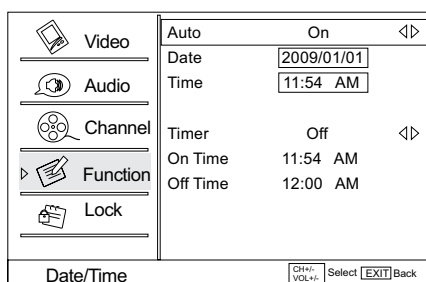 Video
Audio
Channel
Function
Lock
Auto On
Date 2009/01/01
Time 11:54 AM
Timer Off
On Time 11:54 AM
Off Time 12:00 AM
Date/Time
CH+/-
VOL+/- Select EXIT Back